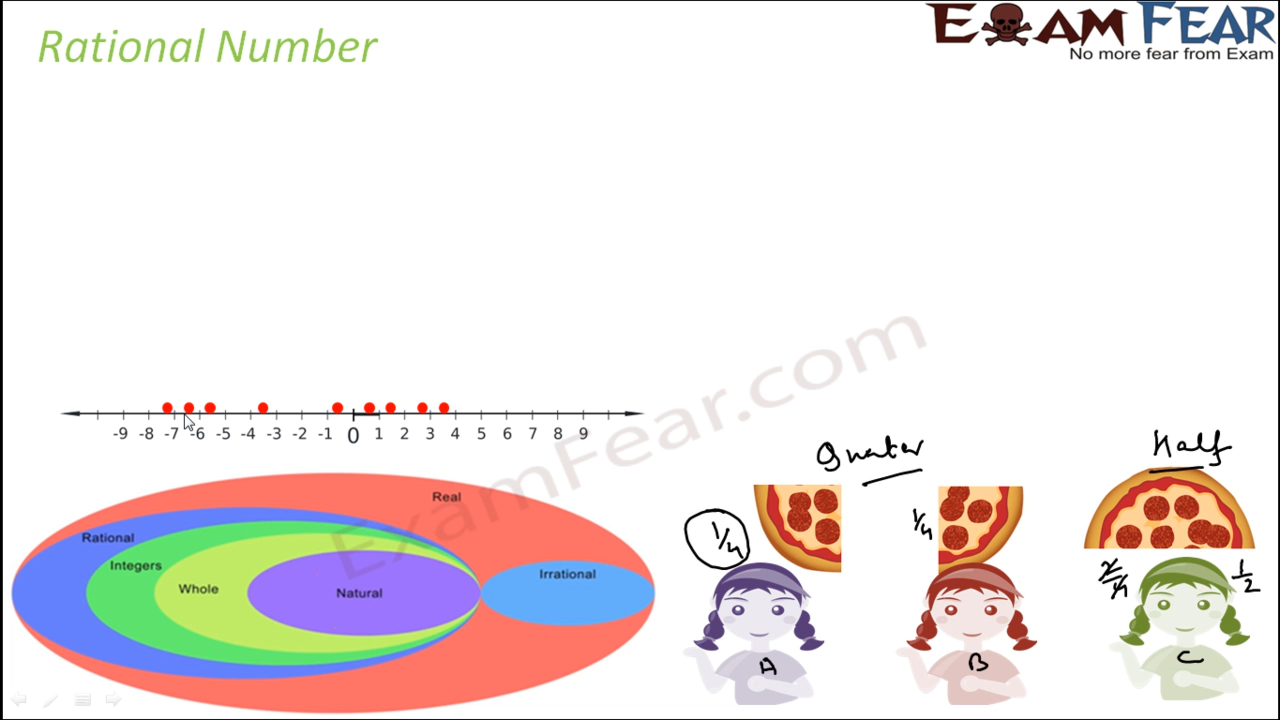 Rational Number
EXAM FEAR
No more fear from Exam
ExamFear.com
-9 -8 -7 -6 -5 -4 -3 -2 -1 0 1 2 3 4 5 6 7 8 9
Quater
Half
Real
Rational
Integers
Whole
Natural
Irrational
1/4
1/4
2/4
1/2
A
B
C